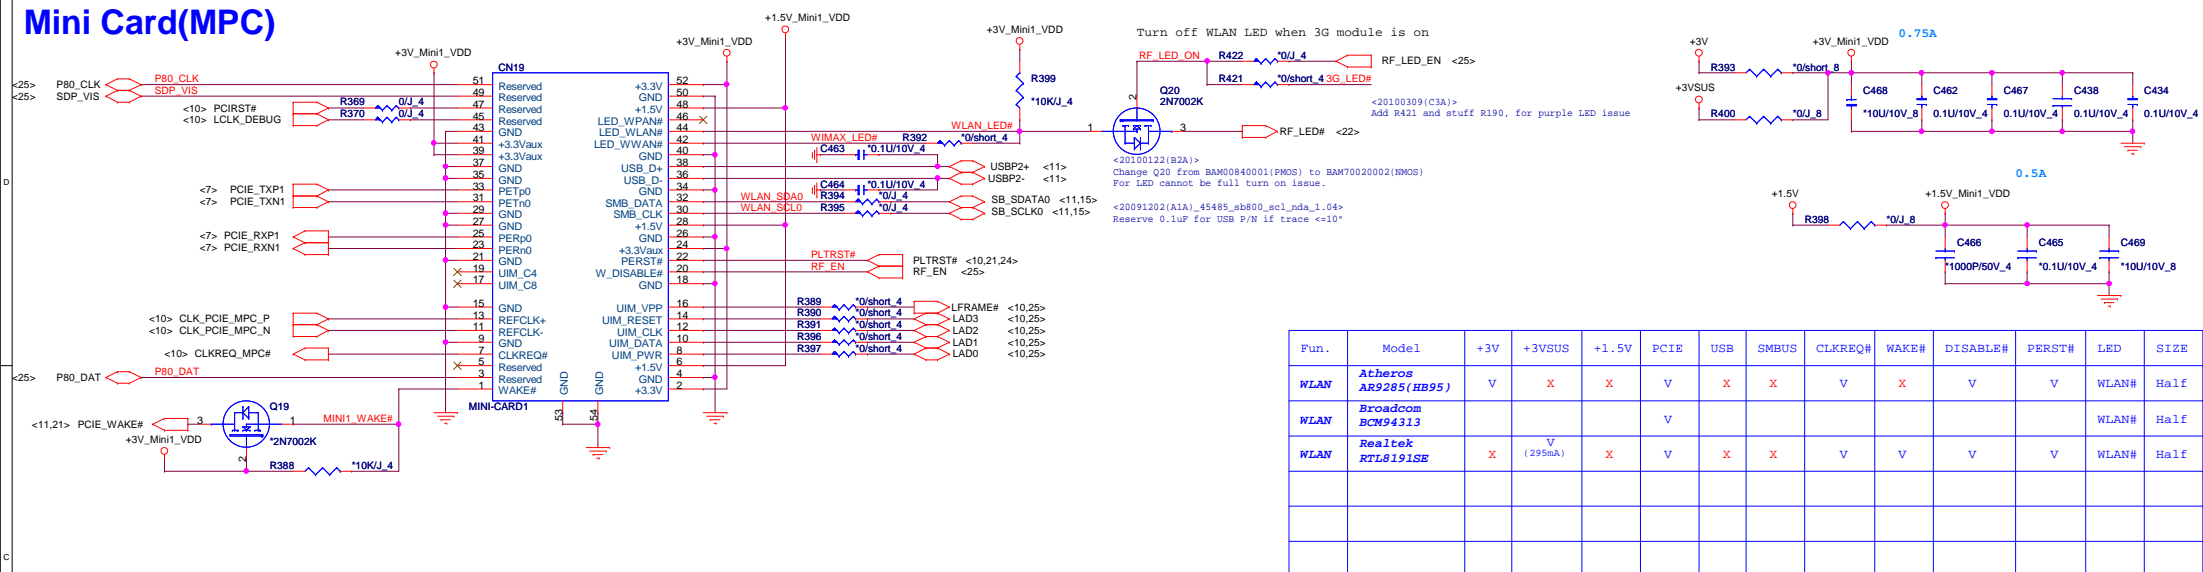 Mini Card(MPC)
+1.5V_Mini1_VDD
+3V_Mini1_VDD
+3V_Mini1_VDD
+3V_Mini1_VDD
CN19
MINI-CARD1
<25> P80_CLK P80_CLK 51 Reserved
<25> SDP_VIS SDP_VIS 49 Reserved
<10> PCIRST# R369 0/J_4 47 Reserved
<10> LCLK_DEBUG R370 0/J_4 45 Reserved
43 GND
41 +3.3Vaux
39 +3.3Vaux
37 GND
35 GND
<7> PCIE_TXP1 33 PETp0
<7> PCIE_TXN1 31 PETn0
29 GND
27 GND
<7> PCIE_RXP1 25 PERp0
<7> PCIE_RXN1 23 PERn0
21 GND
19 UIM_C4
17 UIM_C8
15 GND
<10> CLK_PCIE_MPC_P 13 REFCLK+
<10> CLK_PCIE_MPC_N 11 REFCLK-
9 GND
<10> CLKREQ_MPC# 7 CLKREQ#
5 Reserved
<25> P80_DAT P80_DAT 3 Reserved
1 WAKE#
GND 53
GND 54
+3.3V 52
GND 50
+1.5V 48
LED_WPAN# 46
LED_WLAN# 44 WLAN_LED#
LED_WWAN# 42 WIMAX_LED# R392 *0/short_4
GND 40 C463 *0.1U/10V_4
USB_D+ 38 USBP2+ <11>
USB_D- 36 USBP2- <11>
GND 34 C464 *0.1U/10V_4
SMB_DATA 32 WLAN_SDA0 R394 *0/J_4 SB_SDATA0 <11,15>
SMB_CLK 30 WLAN_SCL0 R395 *0/J_4 SB_SCLK0 <11,15>
+1.5V 28
GND 26
+3.3Vaux 24
PERST# 22 PLTRST# PLTRST# <10,21,24>
W_DISABLE# 20 RF_EN RF_EN <25>
GND 18
UIM_VPP 16 R389 *0/short_4 LFRAME# <10,25>
UIM_RESET 14 R390 *0/short_4 LAD3 <10,25>
UIM_CLK 12 R391 *0/short_4 LAD2 <10,25>
UIM_DATA 10 R396 *0/short_4 LAD1 <10,25>
UIM_PWR 8 R397 *0/short_4 LAD0 <10,25>
+1.5V 6
GND 4
+3.3V 2
Q19
<11,21> PCIE_WAKE# 3 1 MINI1_WAKE#
+3V_Mini1_VDD *2N7002K
2
R388 *10K/J_4
R399
*10K/J_4
Turn off WLAN LED when 3G module is on
RF_LED_ON R422 *0/J_4 RF_LED_EN <25>
R421 *0/short_4 3G_LED#
Q20
2N7002K
2
1 3 RF_LED# <22>
<20100309(C3A)>
Add R421 and stuff R190, for purple LED issue
<20100122(B2A)>
Change Q20 from BAM00840001(PMOS) to BAM70020002(NMOS)
For LED cannot be full turn on issue.
<20091202(A1A)_45485_sb800_scl_nda_1.04>
Reserve 0.1uF for USB P/N if trace <=10"
+3V +3V_Mini1_VDD 0.75A
R393 *0/short_8
+3VSUS
R400 *0/J_8
C468 C462 C467 C438 C434
*10U/10V_8 0.1U/10V_4 0.1U/10V_4 0.1U/10V_4 0.1U/10V_4
0.5A
+1.5V +1.5V_Mini1_VDD
R398 *0/J_8
C466 C465 C469
*1000P/50V_4 *0.1U/10V_4 *10U/10V_8
Fun. Model +3V +3VSUS +1.5V PCIE USB SMBUS CLKREQ# WAKE# DISABLE# PERST# LED SIZE
WLAN Atheros AR9285(HB95) V X X V X X V X V V WLAN# Half
WLAN Broadcom BCM94313 V WLAN# Half
WLAN Realtek RTL8191SE X V (295mA) X V X X V V V V WLAN# Half
D
C